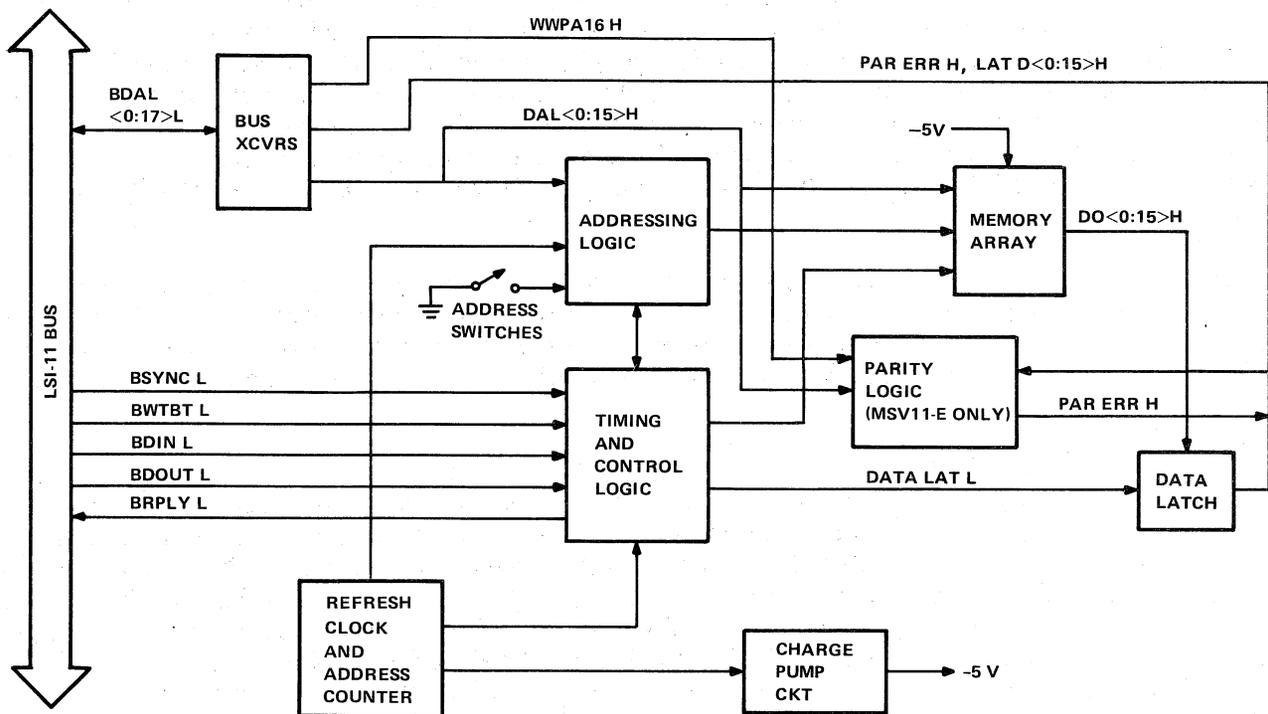 WWPA16 H
PAR ERR H, LAT D<0:15>H
BDAL
<0:17>L
BUS
XCVRS
DAL<0:15>H
–5V
ADDRESSING
LOGIC
MEMORY
ARRAY
DO<0:15>H
ADDRESS
SWITCHES
LSI-11 BUS
PARITY
LOGIC
(MSV11-E ONLY)
PAR ERR H
BSYNC L
BWTBT L
BDIN L
BDOUT L
BRPLY L
TIMING
AND
CONTROL
LOGIC
DATA LAT L
DATA
LATCH
REFRESH
CLOCK
AND
ADDRESS
COUNTER
CHARGE
PUMP
CKT
–5 V